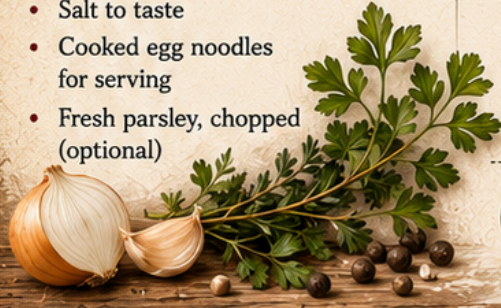 • Salt to taste
• Cooked egg noodles
for serving
• Fresh parsley, chopped
(optional)